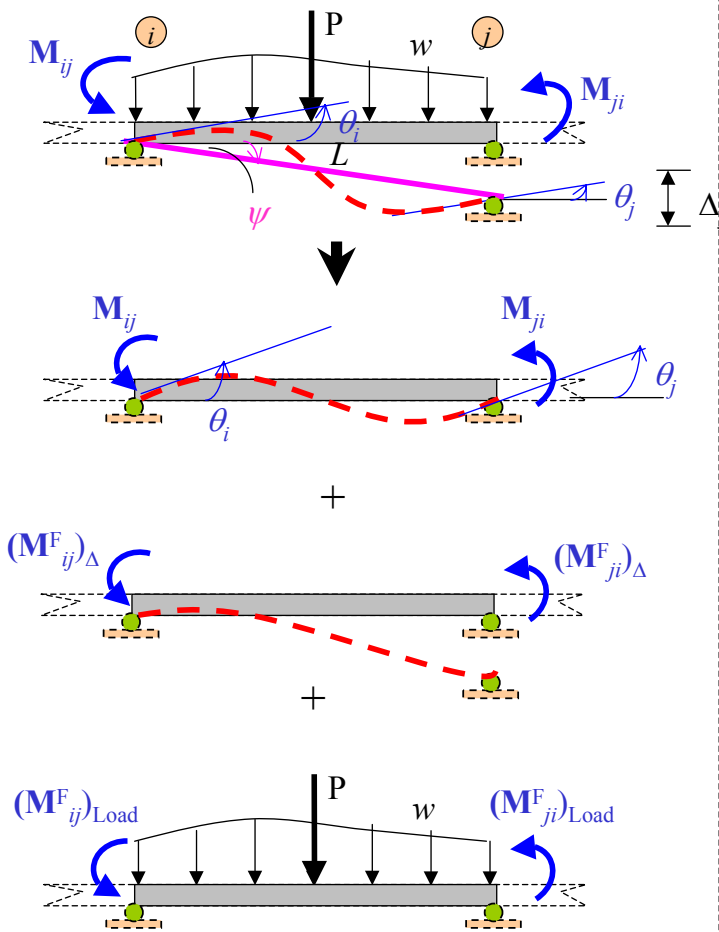 i P j
M_ij w M_ji
θ_i
L
ψ θ_j Δ
M_ij M_ji
θ_i θ_j
+
(M^F_ij)_Δ (M^F_ji)_Δ
+
P
(M^F_ij)_Load w (M^F_ji)_Load